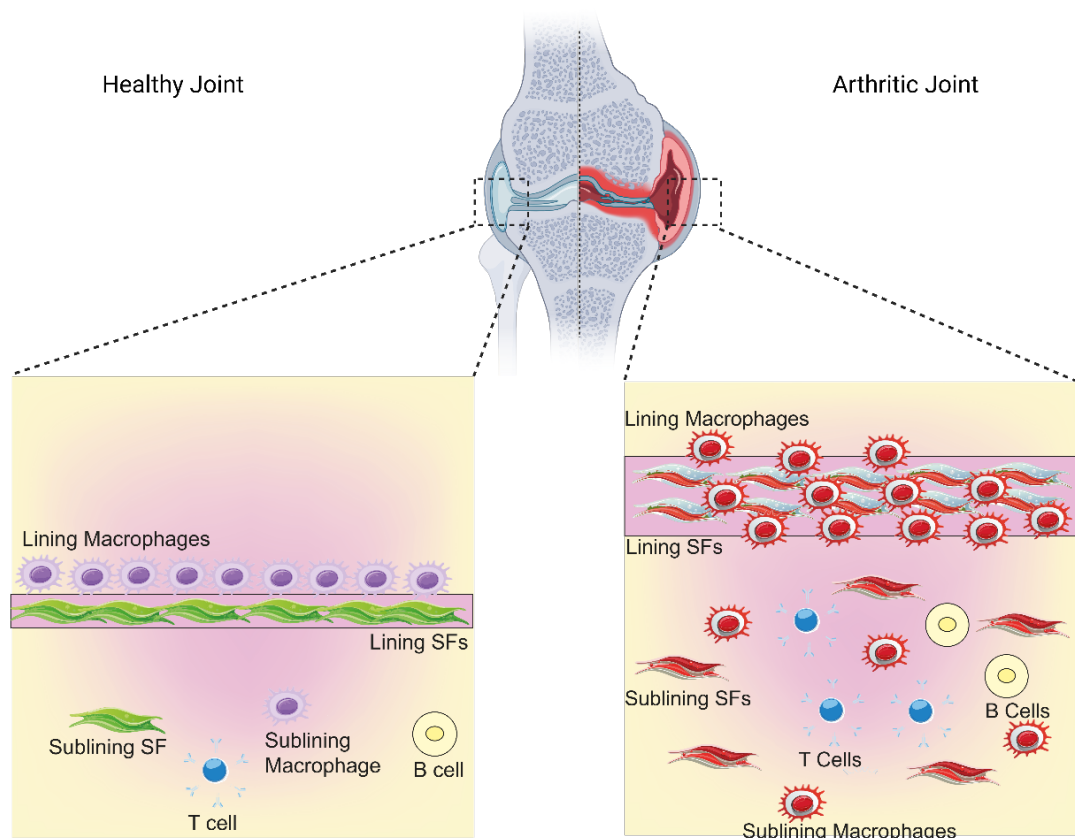 Healthy Joint
Arthritic Joint
Lining Macrophages
Lining SFs
Sublining SF
Sublining
Macrophage
B cell
T cell
Lining Macrophages
Lining SFs
Sublining SFs
B Cells
T Cells
Sublining Macrophages